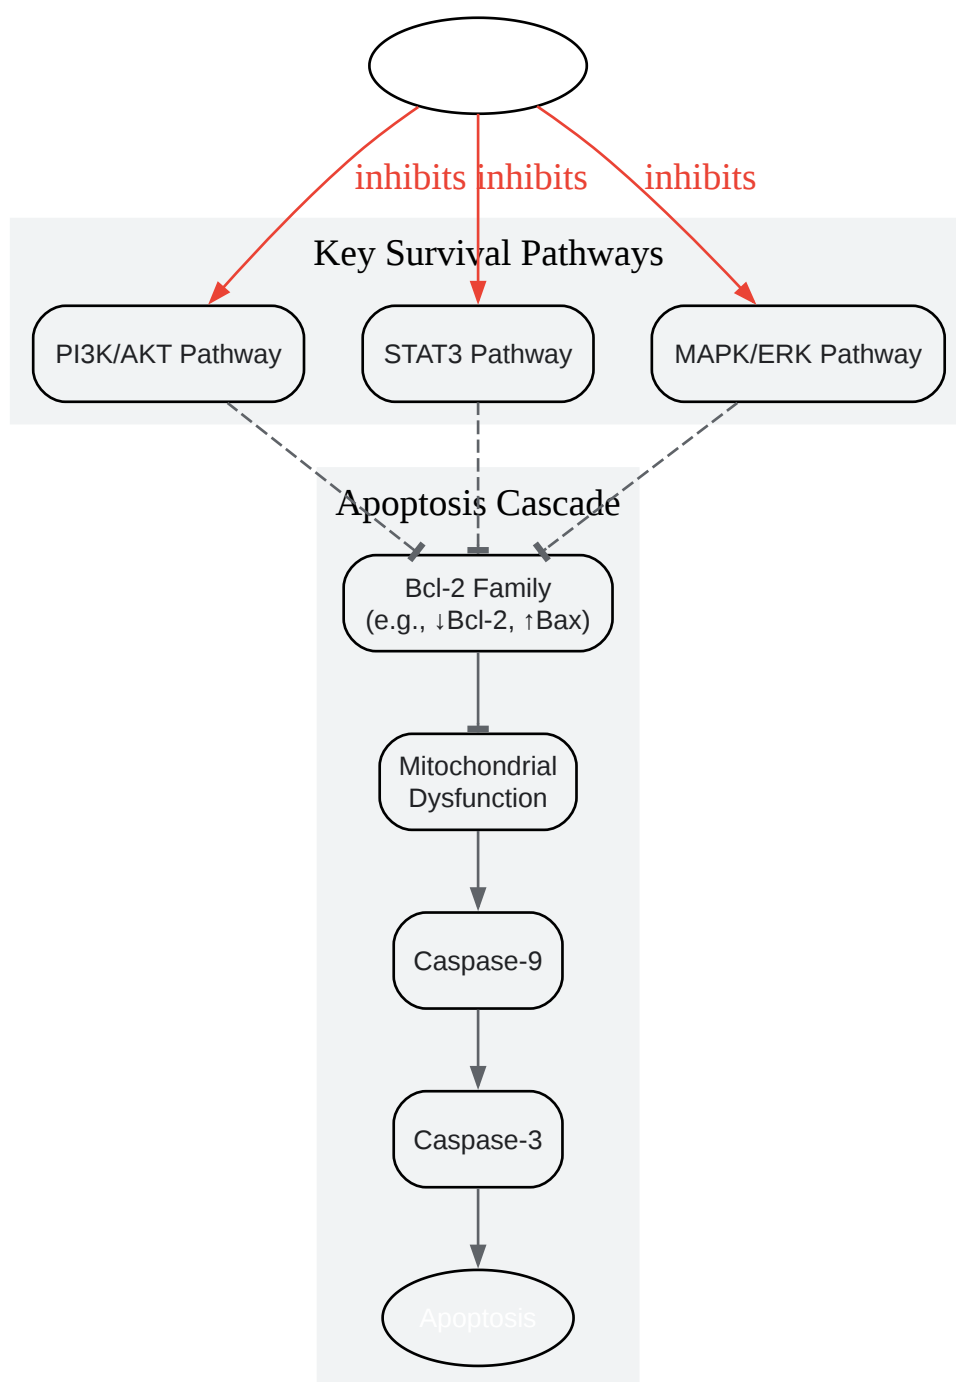 inhibits inhibits inhibits
Key Survival Pathways
PI3K/AKT Pathway
STAT3 Pathway
MAPK/ERK Pathway
Apoptosis Cascade
Bcl-2 Family
(e.g., ↓Bcl-2, ↑Bax)
Mitochondrial
Dysfunction
Caspase-9
Caspase-3
Apoptosis